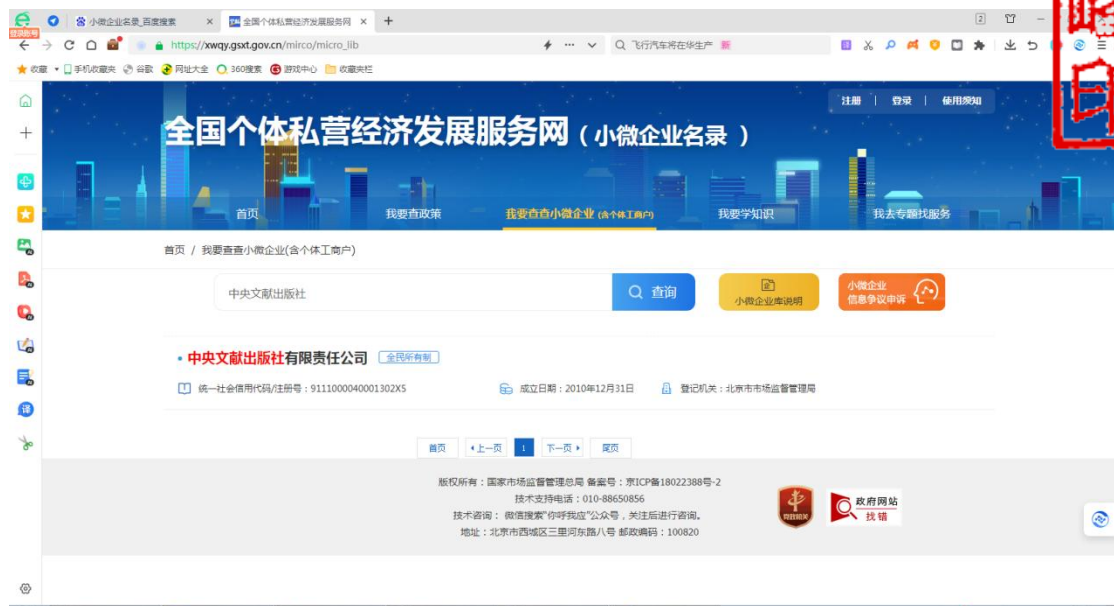 小微企业名录_百度搜索
全国个体私营经济发展服务网
2
登录账号
https://xwqy.gsxt.gov.cn/mirco/micro_lib
飞行汽车将在华生产
收藏 手机收藏夹 谷歌 网址大全 360搜索 游戏中心 收藏夹栏
注册 | 登录 | 使用须知
全国个体私营经济发展服务网（小微企业名录 ）
首页 我要查政策 我要查查小微企业 (含个体工商户) 我要学知识 我去专题找服务
首页 / 我要查查小微企业(含个体工商户)
中央文献出版社
查询
小微企业库说明
小微企业
信息争议申诉
中央文献出版社有限责任公司 全民所有制
统一社会信用代码/注册号：9111000040001302X5 成立日期：2010年12月31日 登记机关：北京市市场监督管理局
首页 上一页 1 下一页 尾页
版权所有：国家市场监督管理总局 备案号：京ICP备18022388号-2
技术支持电话：010-88650856
技术咨询： 微信搜索“你呼我应”公众号，关注后进行咨询。
地址：北京市西城区三里河东路八号 邮政编码：100820
党政机关
政府网站
找错
译
印